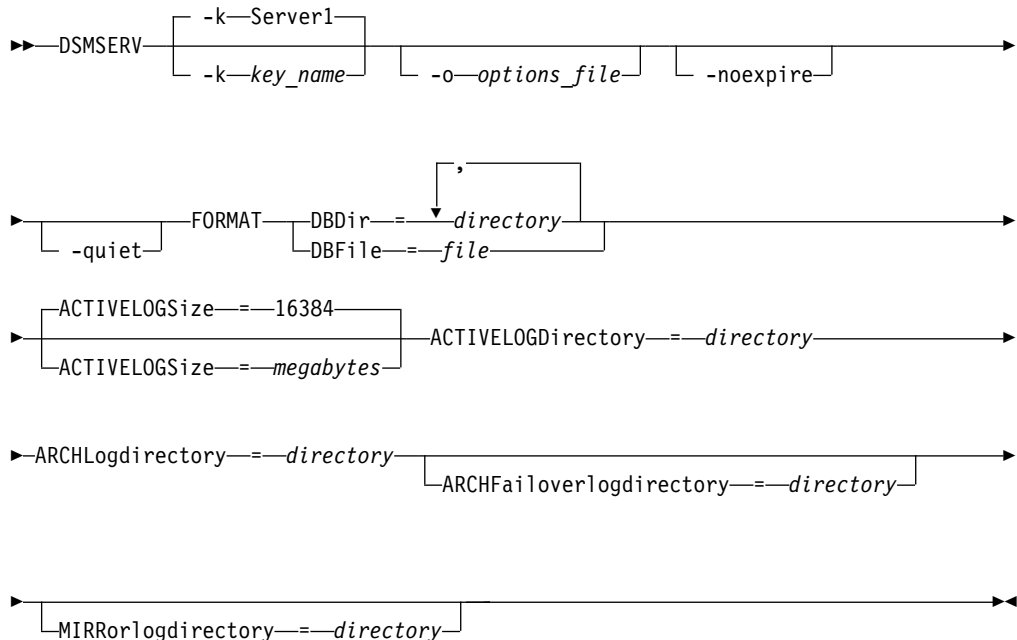 -k Server1
DSMSERV
-k key_name
-o options_file
-noexpire
,
-quiet
FORMAT
DBDir = directory
DBFile = file
ACTIVELOGSize = 16384
ACTIVELOGSize = megabytes
ACTIVELOGDirectory = directory
ARCHLogdirectory = directory
ARCHFailoverlogdirectory = directory
MIRRorlogdirectory = directory